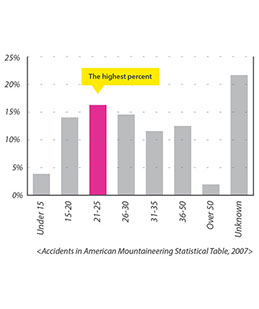 The highest percent
25%
20%
15%
10%
5%
0%
Under 15
15-20
21-25
26-30
31-35
36-50
Over 50
Unknown
<Accidents in American Mountaineering Statistical Table, 2007>